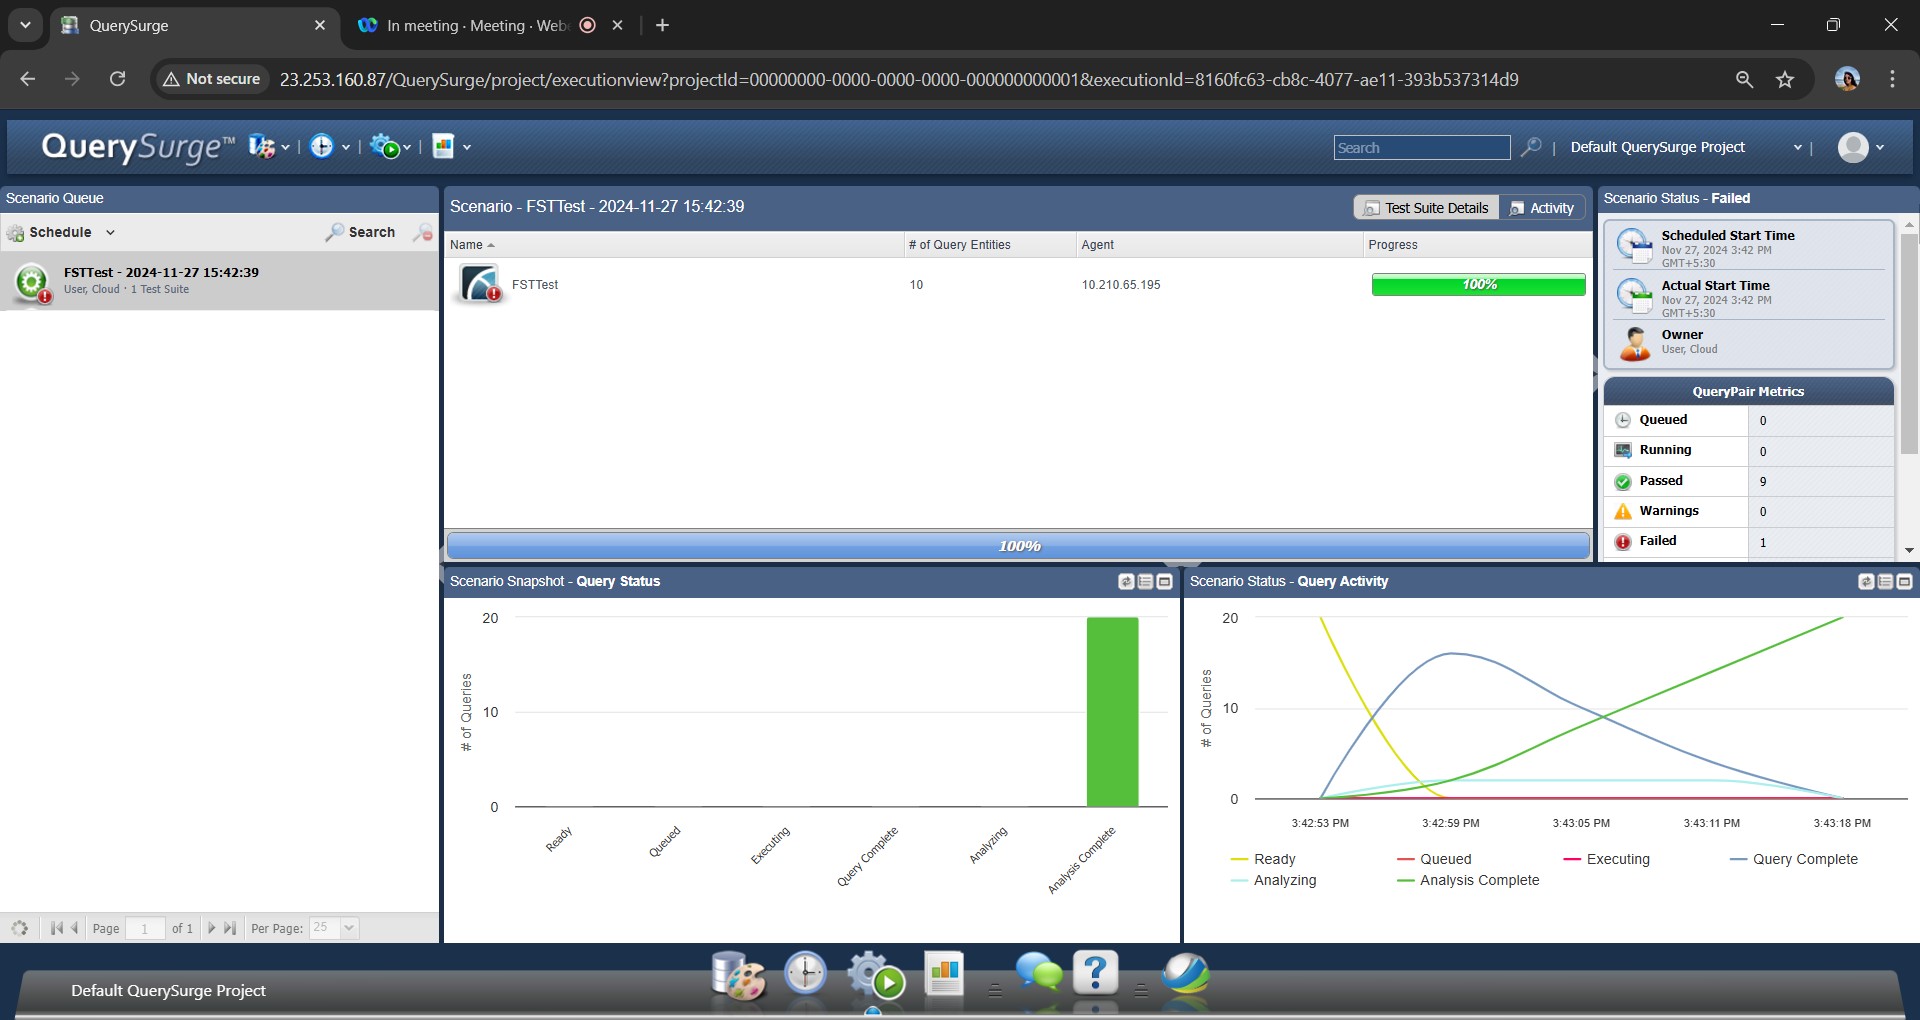 QuerySurge
In meeting · Meeting · Web
Not secure
23.253.160.87/QuerySurge/project/executionview?projectId=00000000-0000-0000-0000-000000000001&executionId=8160fc63-cb8c-4077-ae11-393b537314d9
QuerySurge™
Search
Default QuerySurge Project
Scenario Queue
Schedule
Search
FSTTest - 2024-11-27 15:42:39
User, Cloud · 1 Test Suite
Page 1 of 1
Per Page: 25
Scenario - FSTTest - 2024-11-27 15:42:39
Test Suite Details
Activity
Name
# of Query Entities
Agent
Progress
FSTTest
10
10.210.65.195
100%
100%
Scenario Status - Failed
Scheduled Start Time
Nov 27, 2024 3:42 PM
GMT+5:30
Actual Start Time
Nov 27, 2024 3:42 PM
GMT+5:30
Owner
User, Cloud
QueryPair Metrics
Queued 0
Running 0
Passed 9
Warnings 0
Failed 1
Scenario Snapshot - Query Status
# of Queries
20
10
0
Ready
Queued
Executing
Query Complete
Analyzing
Analysis Complete
Scenario Status - Query Activity
# of Queries
20
10
0
3:42:53 PM
3:42:59 PM
3:43:05 PM
3:43:11 PM
3:43:18 PM
Ready
Queued
Executing
Query Complete
Analyzing
Analysis Complete
?
Default QuerySurge Project